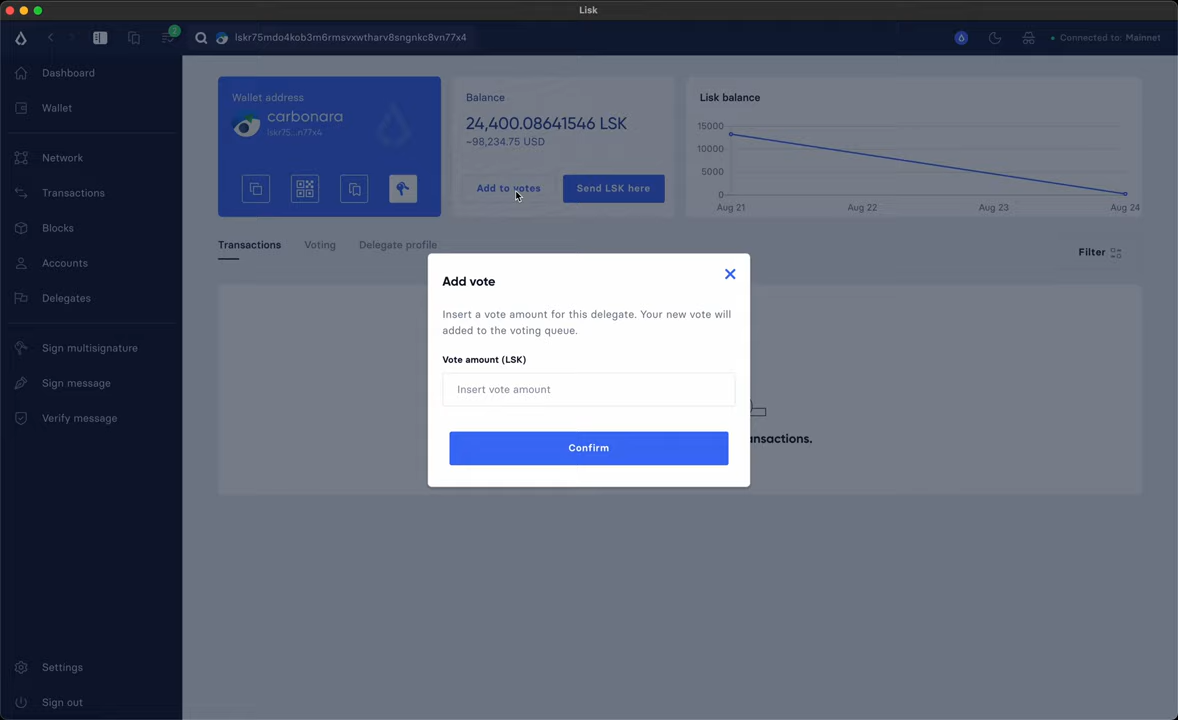 Lisk
2
lskr75mdo4kob3m6rmsvxwtharv8sngnkc8vn77x4
Connected to: Mainnet
Dashboard
Wallet
Network
Transactions
Blocks
Accounts
Delegates
Sign multisignature
Sign message
Verify message
Settings
Sign out
Wallet address
carbonara
lskr75...n77x4
Balance
24,400.08641546 LSK
~98,234.75 USD
Add to votes
Send LSK here
Lisk balance
15000
10000
5000
0
Aug 21
Aug 22
Aug 23
Aug 24
Transactions
Voting
Delegate profile
Filter
Add vote
Insert a vote amount for this delegate. Your new vote will
added to the voting queue.
Vote amount (LSK)
Insert vote amount
Confirm
ansactions.